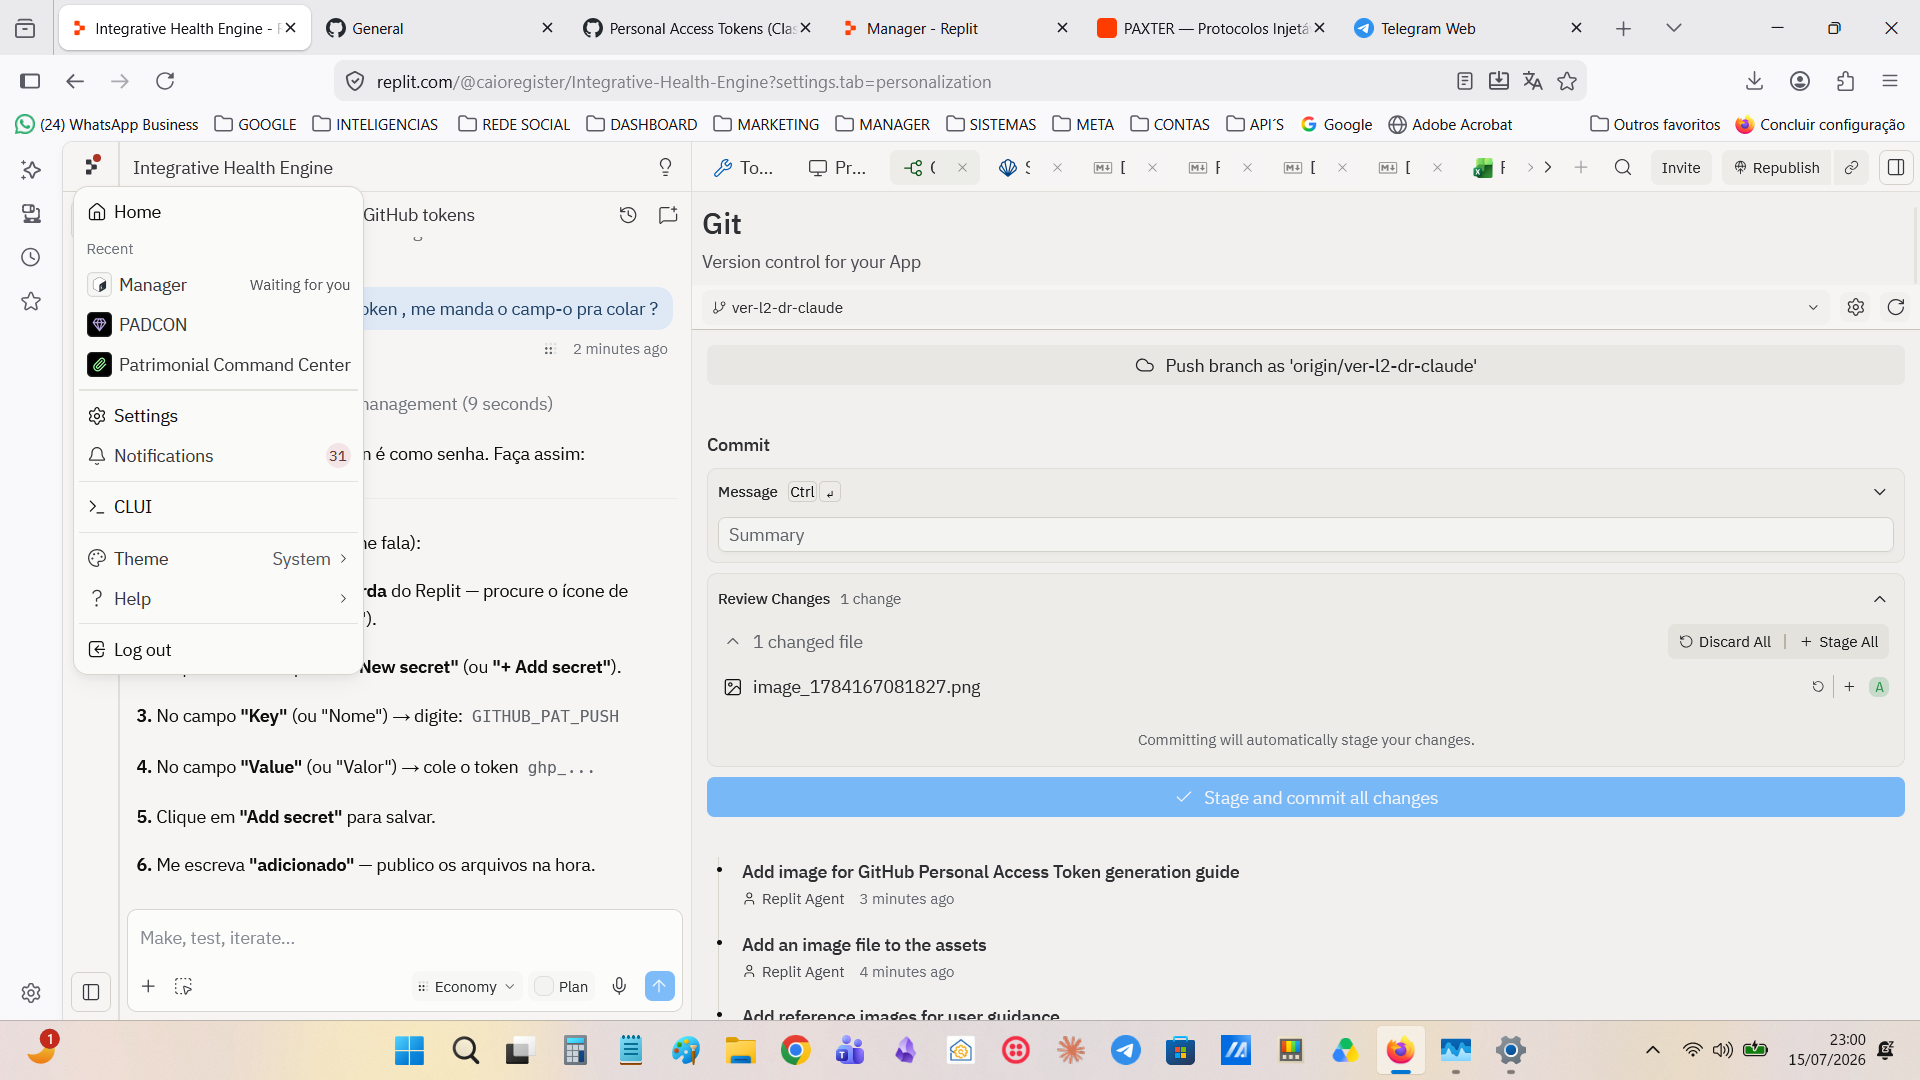 Integrative Health Engine -
General
Personal Access Tokens (Clas
Manager - Replit
PAXTER — Protocolos Injetá
Telegram Web
replit.com/@caioregister/Integrative-Health-Engine?settings.tab=personalization
(24) WhatsApp Business
GOOGLE
INTELIGENCIAS
REDE SOCIAL
DASHBOARD
MARKETING
MANAGER
SISTEMAS
META
CONTAS
API´S
Google
Adobe Acrobat
Outros favoritos
Concluir configuração
Integrative Health Engine
To...
Pr...
Invite
Republish
Home
Recent
Manager
Waiting for you
PADCON
Patrimonial Command Center
Settings
Notifications
31
CLUI
Theme
System
Help
Log out
GitHub tokens
oken , me manda o camp-o pra colar ?
2 minutes ago
management (9 seconds)
n é como senha. Faça assim:
ne fala):
rda do Replit — procure o ícone de
").
New secret" (ou "+ Add secret").
3. No campo "Key" (ou "Nome") → digite: GITHUB_PAT_PUSH
4. No campo "Value" (ou "Valor") → cole o token ghp_...
5. Clique em "Add secret" para salvar.
6. Me escreva "adicionado" — publico os arquivos na hora.
Make, test, iterate...
Economy
Plan
Git
Version control for your App
ver-l2-dr-claude
Push branch as 'origin/ver-l2-dr-claude'
Commit
Message Ctrl
Summary
Review Changes 1 change
1 changed file
Discard All
Stage All
image_1784167081827.png
A
Committing will automatically stage your changes.
Stage and commit all changes
Add image for GitHub Personal Access Token generation guide
Replit Agent 3 minutes ago
Add an image file to the assets
Replit Agent 4 minutes ago
Add reference images for user guidance
1
23:00
15/07/2026